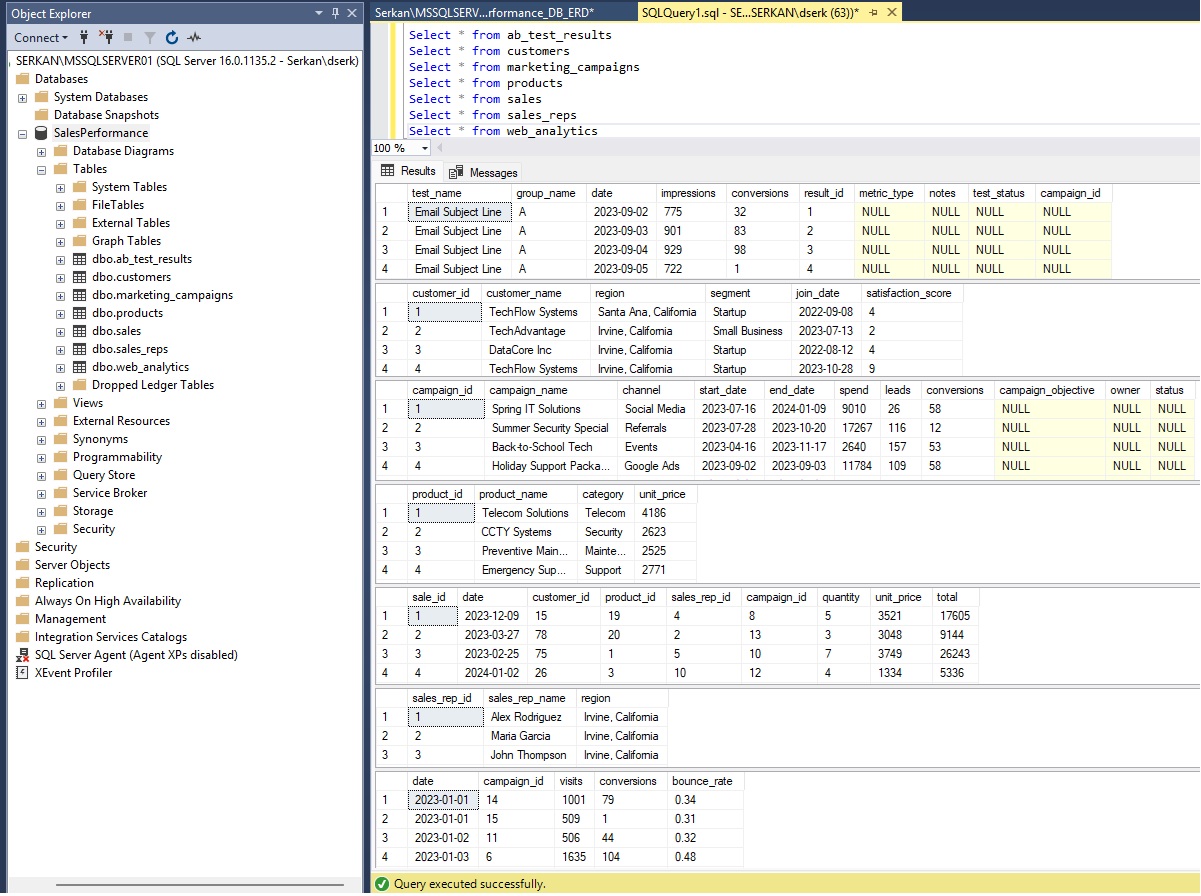 Object Explorer
Connect
SERKAN\MSSQLSERVER01 (SQL Server 16.0.1135.2 - Serkan\dserk)
Databases
System Databases
Database Snapshots
SalesPerformance
Database Diagrams
Tables
System Tables
FileTables
External Tables
Graph Tables
dbo.ab_test_results
dbo.customers
dbo.marketing_campaigns
dbo.products
dbo.sales
dbo.sales_reps
dbo.web_analytics
Dropped Ledger Tables
Views
External Resources
Synonyms
Programmability
Query Store
Service Broker
Storage
Security
Security
Server Objects
Replication
Always On High Availability
Management
Integration Services Catalogs
SQL Server Agent (Agent XPs disabled)
XEvent Profiler
Serkan\MSSQLSERV...rformance_DB_ERD* SQLQuery1.sql - SE...SERKAN\dserk (63))*
Select * from ab_test_results
Select * from customers
Select * from marketing_campaigns
Select * from products
Select * from sales
Select * from sales_reps
Select * from web_analytics
100 %
Results Messages
test_name group_name date impressions conversions result_id metric_type notes test_status campaign_id
1 Email Subject Line A 2023-09-02 775 32 1 NULL NULL NULL NULL
2 Email Subject Line A 2023-09-03 901 83 2 NULL NULL NULL NULL
3 Email Subject Line A 2023-09-04 929 98 3 NULL NULL NULL NULL
4 Email Subject Line A 2023-09-05 722 1 4 NULL NULL NULL NULL
customer_id customer_name region segment join_date satisfaction_score
1 1 TechFlow Systems Santa Ana, California Startup 2022-09-08 4
2 2 TechAdvantage Irvine, California Small Business 2023-07-13 2
3 3 DataCore Inc Irvine, California Startup 2022-08-12 4
4 4 TechFlow Systems Irvine, California Startup 2023-10-28 9
campaign_id campaign_name channel start_date end_date spend leads conversions campaign_objective owner status
1 1 Spring IT Solutions Social Media 2023-07-16 2024-01-09 9010 26 58 NULL NULL NULL
2 2 Summer Security Special Referrals 2023-07-28 2023-10-20 17267 116 12 NULL NULL NULL
3 3 Back-to-School Tech Events 2023-04-16 2023-11-17 2640 157 53 NULL NULL NULL
4 4 Holiday Support Packa... Google Ads 2023-09-02 2023-09-03 11784 109 58 NULL NULL NULL
product_id product_name category unit_price
1 1 Telecom Solutions Telecom 4186
2 2 CCTY Systems Security 2623
3 3 Preventive Main... Mainte... 2525
4 4 Emergency Sup... Support 2771
sale_id date customer_id product_id sales_rep_id campaign_id quantity unit_price total
1 1 2023-12-09 15 19 4 8 5 3521 17605
2 2 2023-03-27 78 20 2 13 3 3048 9144
3 3 2023-02-25 75 1 5 10 7 3749 26243
4 4 2024-01-02 26 3 10 12 4 1334 5336
sales_rep_id sales_rep_name region
1 1 Alex Rodriguez Irvine, California
2 2 Maria Garcia Irvine, California
3 3 John Thompson Irvine, California
date campaign_id visits conversions bounce_rate
1 2023-01-01 14 1001 79 0.34
2 2023-01-01 15 509 1 0.31
3 2023-01-02 11 506 44 0.32
4 2023-01-03 6 1635 104 0.48
Query executed successfully.